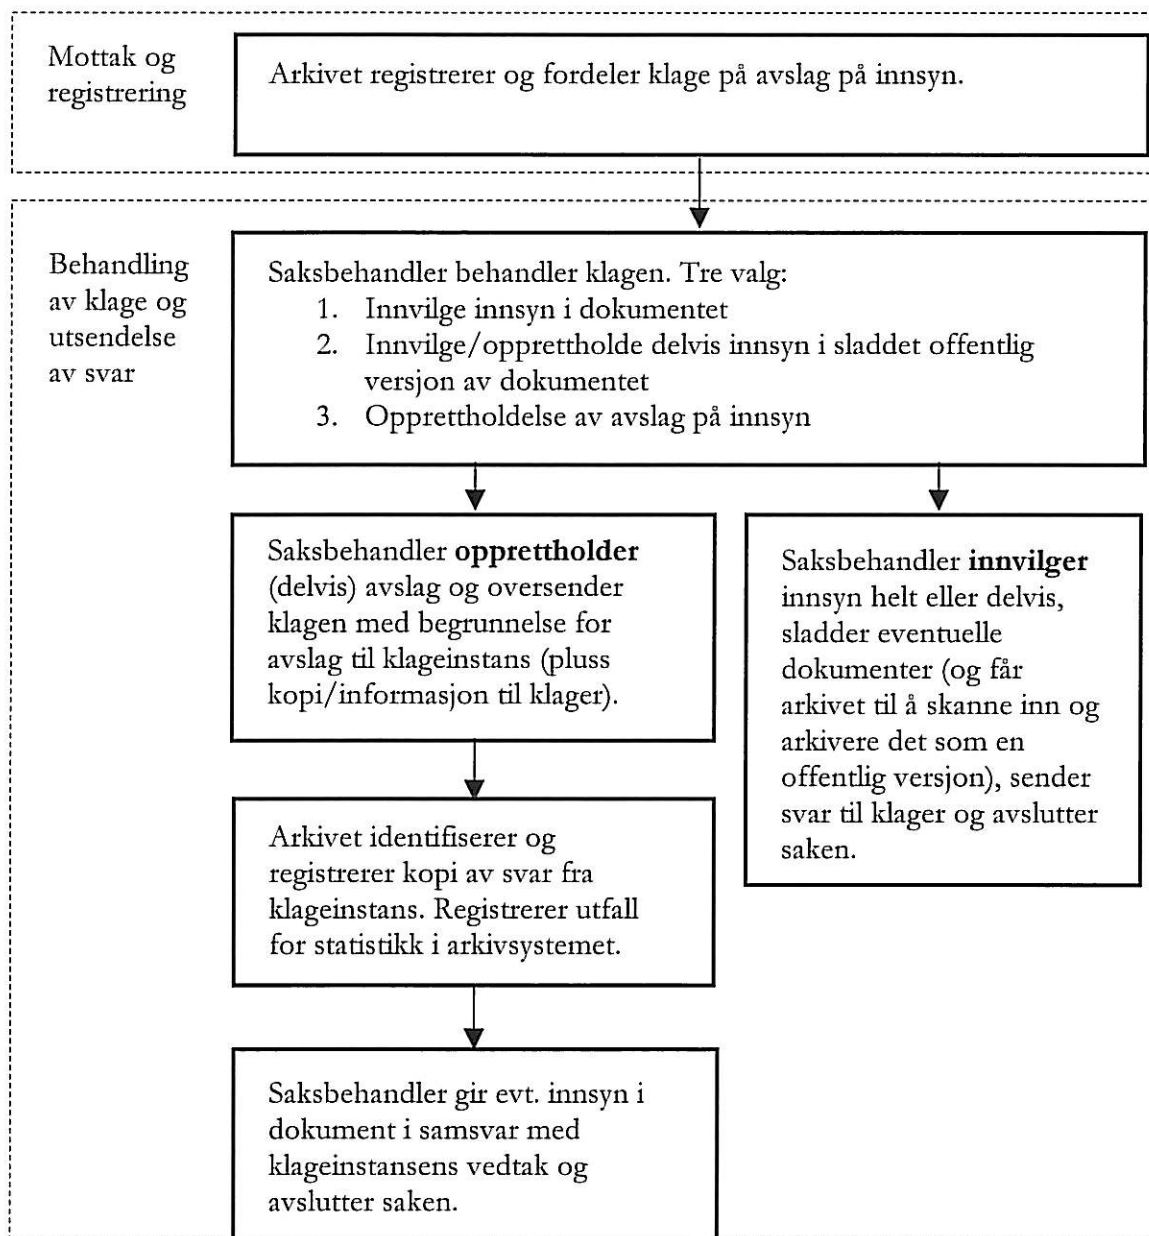 Mottak og
registrering
Arkivet registrerer og fordeler klage på avslag på innsyn.
Behandling
av klage og
utsendelse
av svar
Saksbehandler behandler klagen. Tre valg:
1. Innvilge innsyn i dokumentet
2. Innvilge/opprettholde delvis innsyn i sladdet offentlig
versjon av dokumentet
3. Opprettholdelse av avslag på innsyn
Saksbehandler opprettholder
(delvis) avslag og oversender
klagen med begrunnelse for
avslag til klageinstans (pluss
kopi/informasjon til klager).
Saksbehandler innvilger
innsyn helt eller delvis,
sladder eventuelle
dokumenter (og får
arkivet til å skanne inn og
arkivere det som en
offentlig versjon), sender
svar til klager og avslutter
saken.
Arkivet identifiserer og
registrerer kopi av svar fra
klageinstans. Registrerer utfall
for statistikk i arkivsystemet.
Saksbehandler gir evt. innsyn i
dokument i samsvar med
klageinstansens vedtak og
avslutter saken.